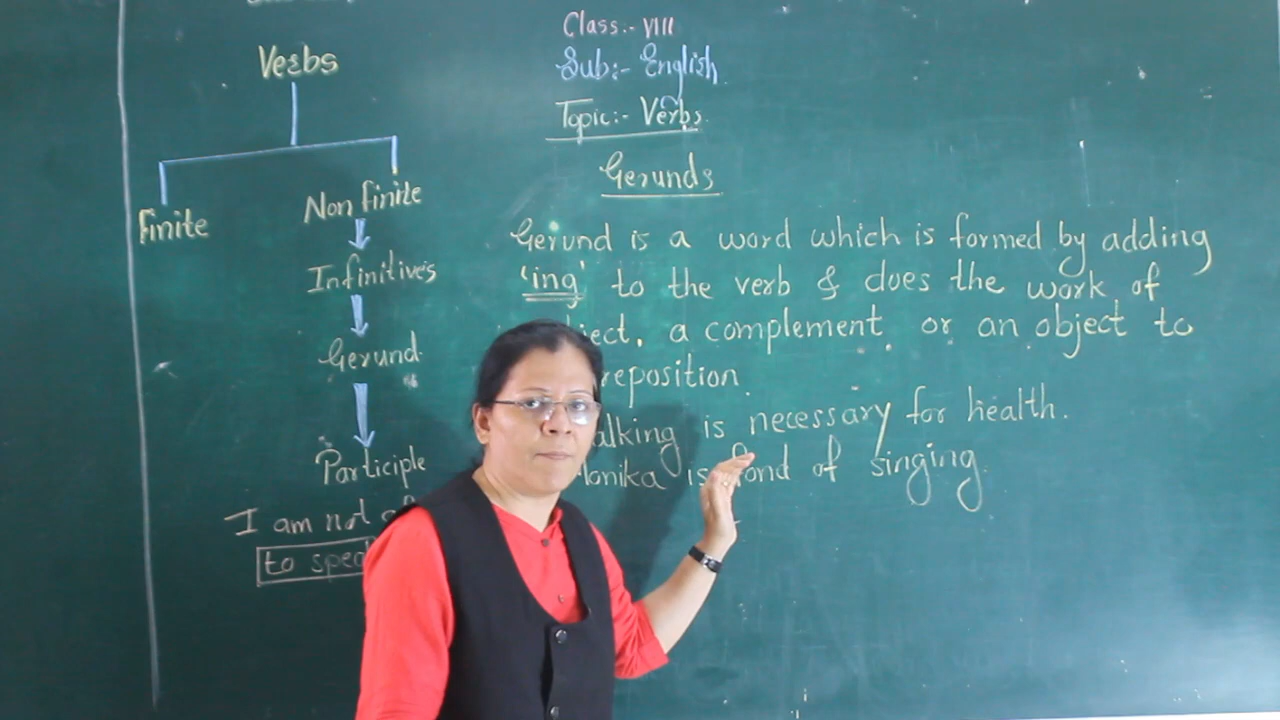 Class:- VIII
Sub:- English
Topic:- Verbs.
Verbs
Finite
Non finite
Infinitives
Gerund
Participle
I am not
to
Gerunds
Gerund is a word which is formed by adding
'ing' to the verb & does the work of
a complement or an object to
is necessary for health.
is fond of singing.